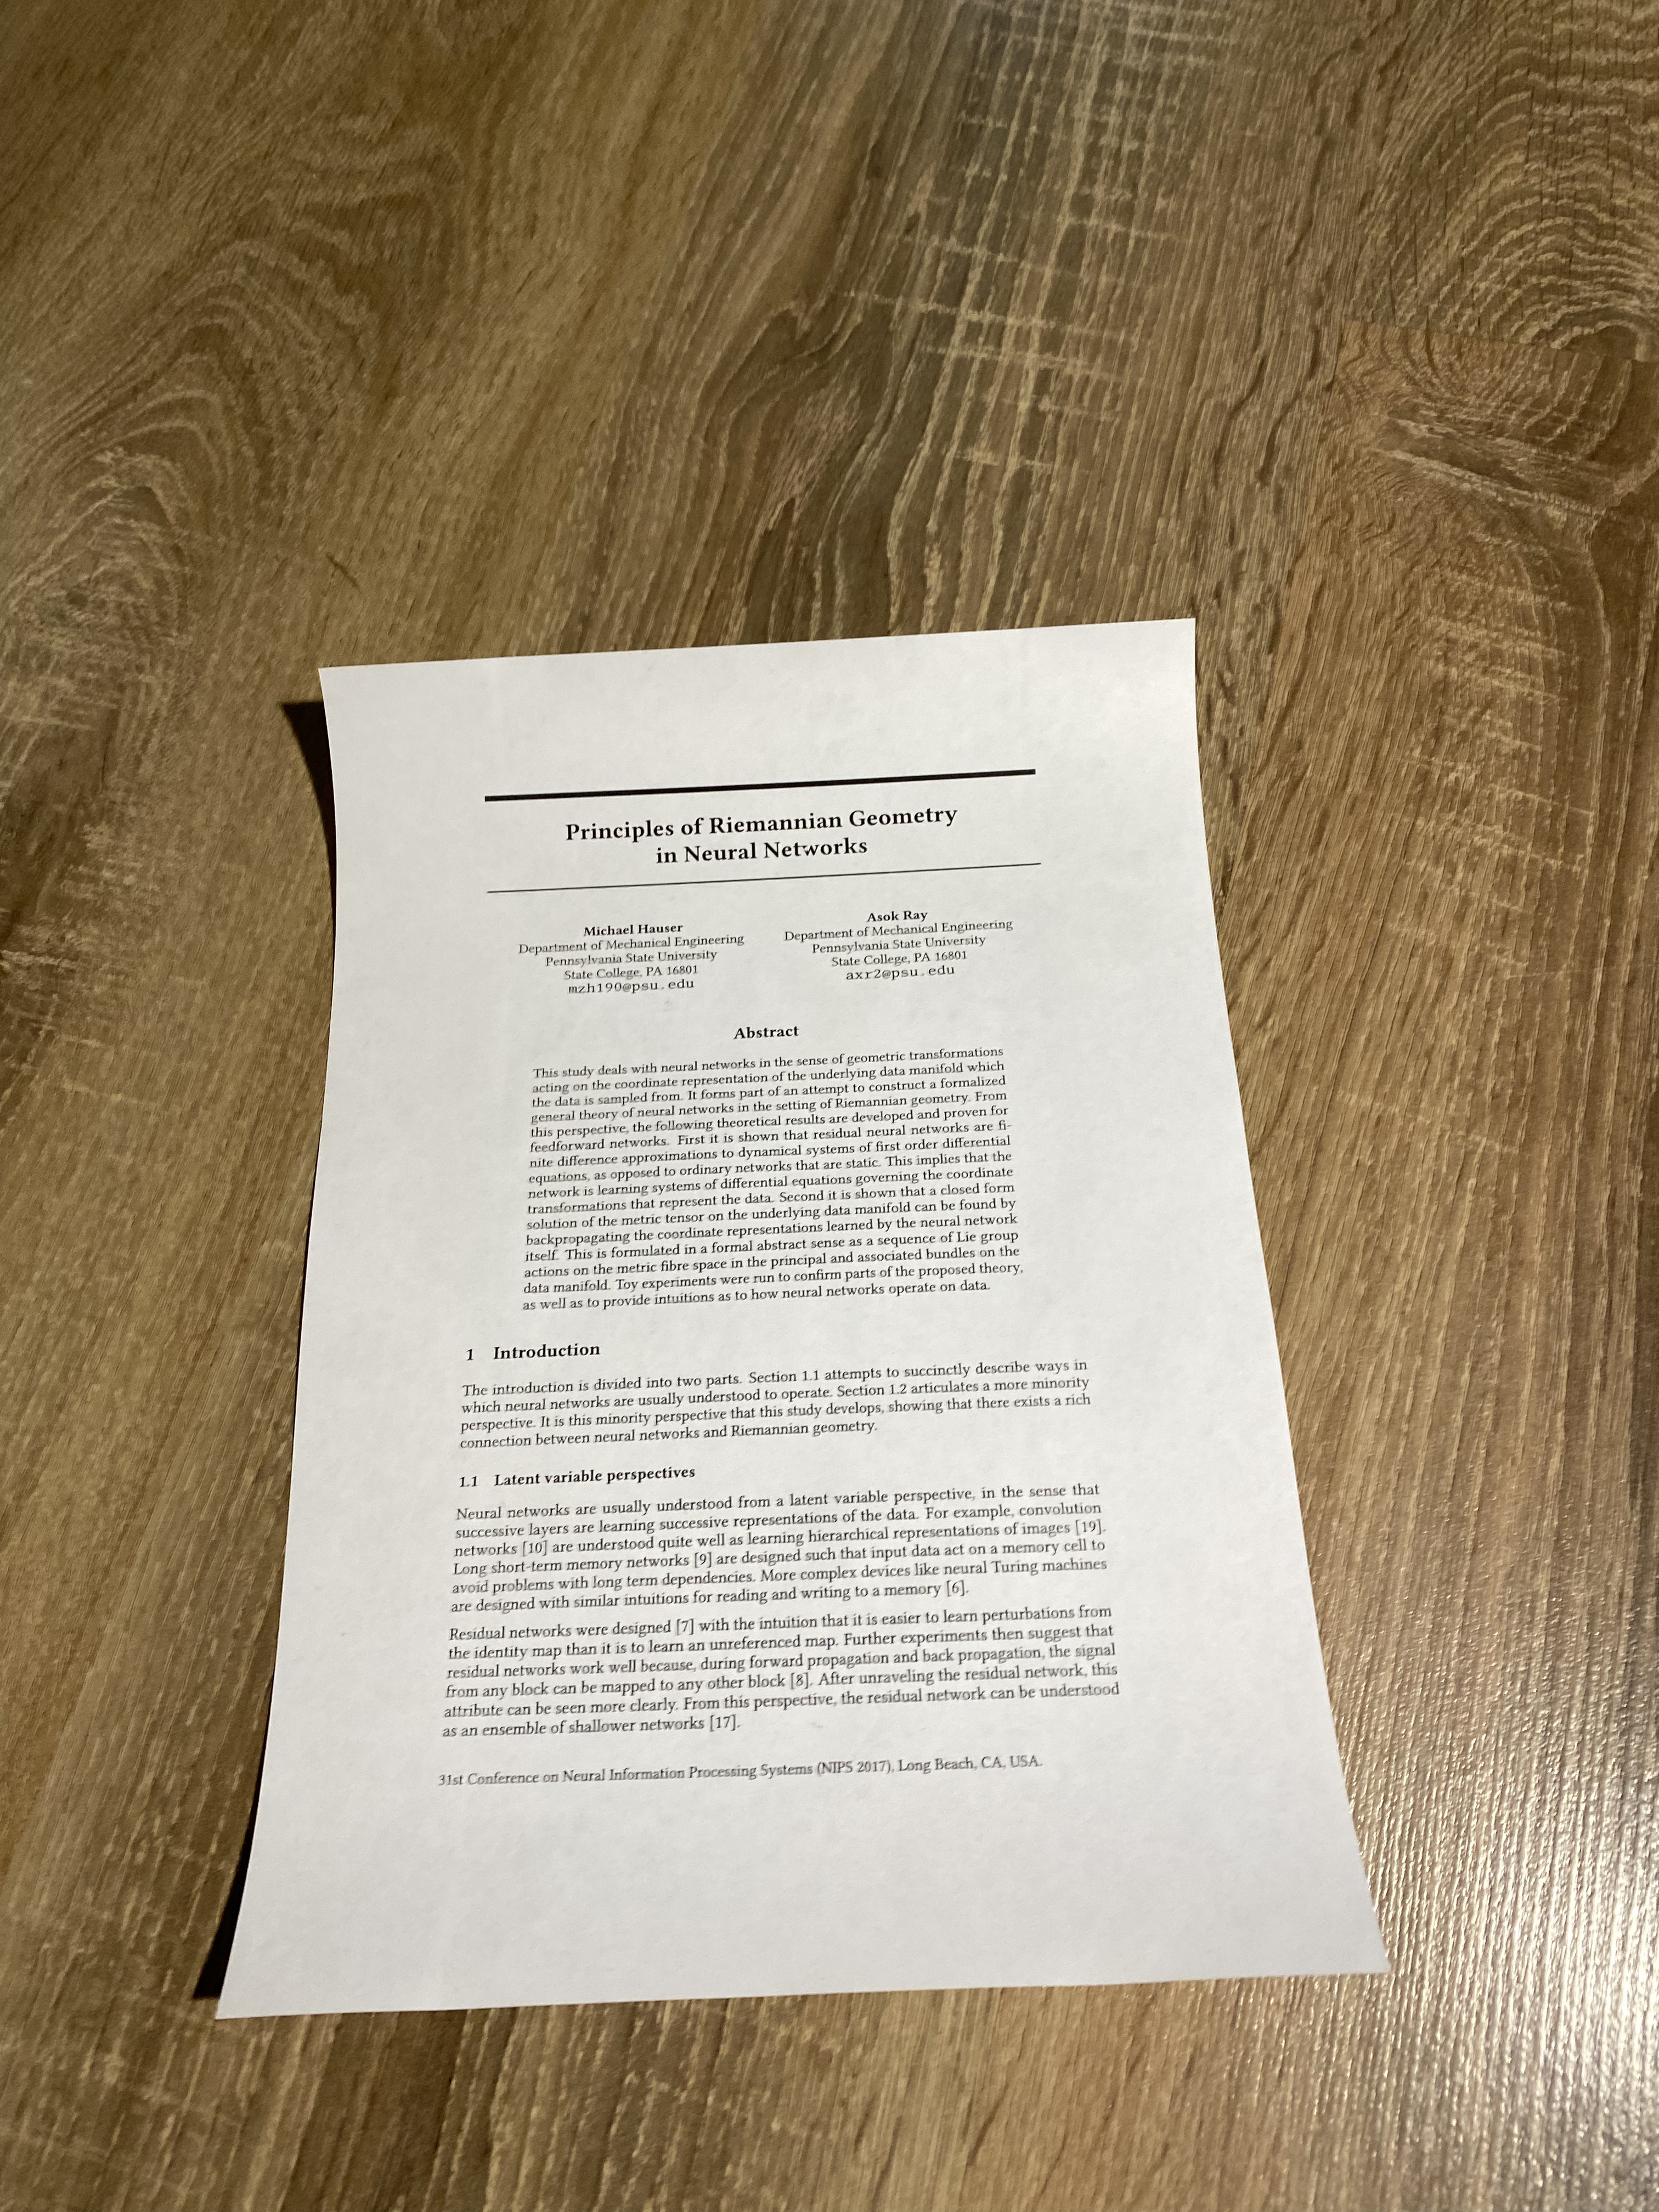 Principles of Riemannian Geometry
in Neural Networks
Michael Hauser
Department of Mechanical Engineering
Pennsylvania State University
State College, PA 16801
mzh190@psu.edu
Asok Ray
Department of Mechanical Engineering
Pennsylvania State University
State College, PA 16801
axr2@psu.edu
Abstract
This study deals with neural networks in the sense of geometric transformations
acting on the coordinate representation of the underlying data manifold which
the data is sampled from. It forms part of an attempt to construct a formalized
general theory of neural networks in the setting of Riemannian geometry. From
this perspective, the following theoretical results are developed and proven for
feedforward networks. First it is shown that residual neural networks are fi-
nite difference approximations to dynamical systems of first order differential
equations, as opposed to ordinary networks that are static. This implies that the
network is learning systems of differential equations governing the coordinate
transformations that represent the data. Second it is shown that a closed form
solution of the metric tensor on the underlying data manifold can be found by
backpropagating the coordinate representations learned by the neural network
itself. This is formulated in a formal abstract sense as a sequence of Lie group
actions on the metric fibre space in the principal and associated bundles on the
data manifold. Toy experiments were run to confirm parts of the proposed theory,
as well as to provide intuitions as to how neural networks operate on data.
1 Introduction
The introduction is divided into two parts. Section 1.1 attempts to succinctly describe ways in
which neural networks are usually understood to operate. Section 1.2 articulates a more minority
perspective. It is this minority perspective that this study develops, showing that there exists a rich
connection between neural networks and Riemannian geometry.
1.1 Latent variable perspectives
Neural networks are usually understood from a latent variable perspective, in the sense that
successive layers are learning successive representations of the data. For example, convolution
networks [10] are understood quite well as learning hierarchical representations of images [19].
Long short-term memory networks [9] are designed such that input data act on a memory cell to
avoid problems with long term dependencies. More complex devices like neural Turing machines
are designed with similar intuitions for reading and writing to a memory [6].
Residual networks were designed [7] with the intuition that it is easier to learn perturbations from
the identity map than it is to learn an unreferenced map. Further experiments then suggest that
residual networks work well because, during forward propagation and back propagation, the signal
from any block can be mapped to any other block [8]. After unraveling the residual network, this
attribute can be seen more clearly. From this perspective, the residual network can be understood
as an ensemble of shallower networks [17].
31st Conference on Neural Information Processing Systems (NIPS 2017), Long Beach, CA, USA.